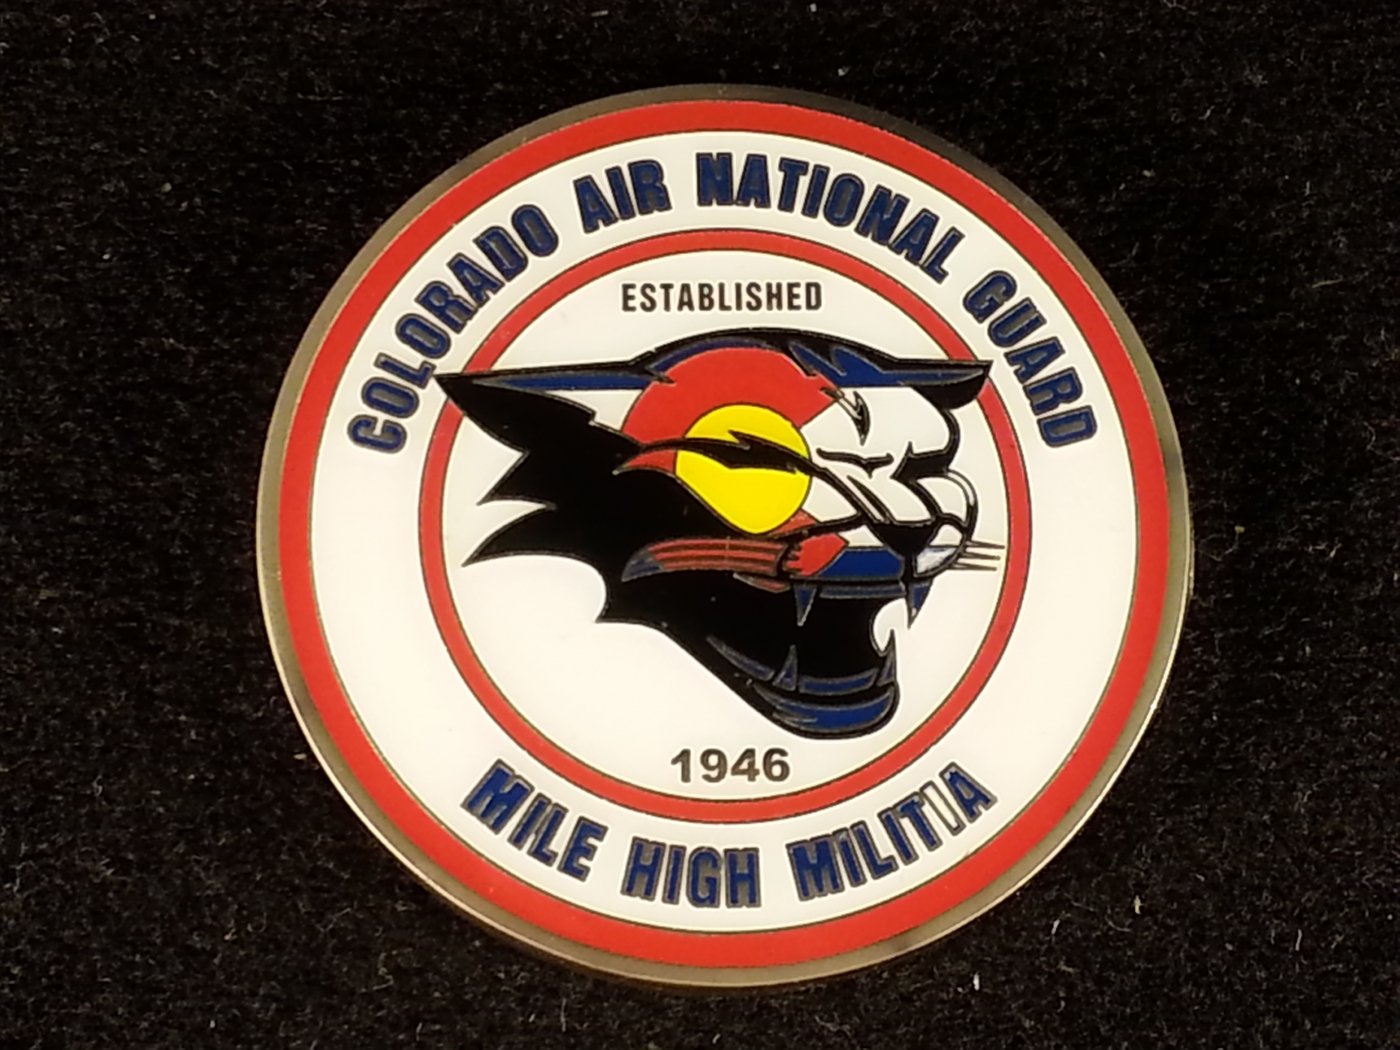 COLORADO AIR NATIONAL GUARD
ESTABLISHED
1946
MILE HIGH MILITIA